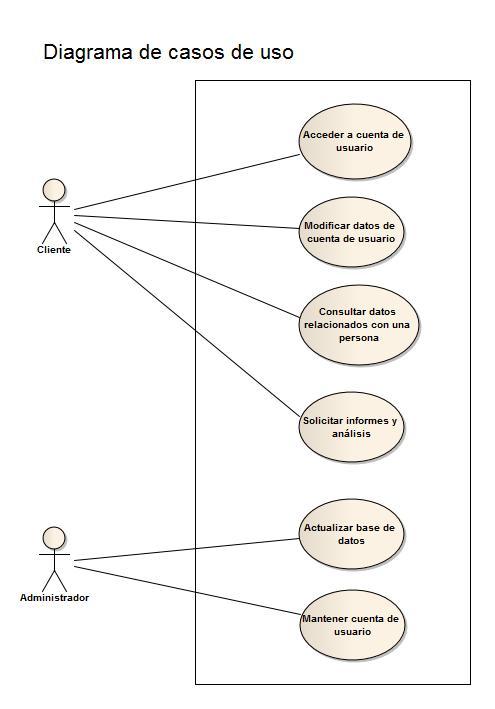 Diagrama de casos de uso
Acceder a cuenta de
usuario
Cliente
Modificar datos de
cuenta de usuario
Consultar datos
relacionados con una
persona
Solicitar informes y
análisis
Actualizar base de
datos
Administrador
Mantener cuenta de
usuario